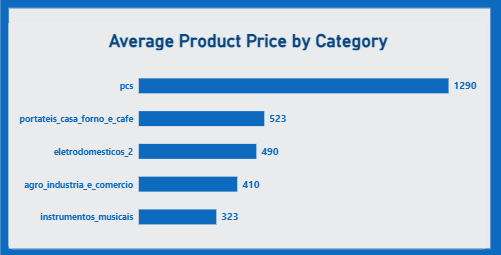 Average Product Price by Category
pcs 1290
portateis_casa_forno_e_cafe 523
eletrodomesticos_2 490
agro_industria_e_comercio 410
instrumentos_musicais 323